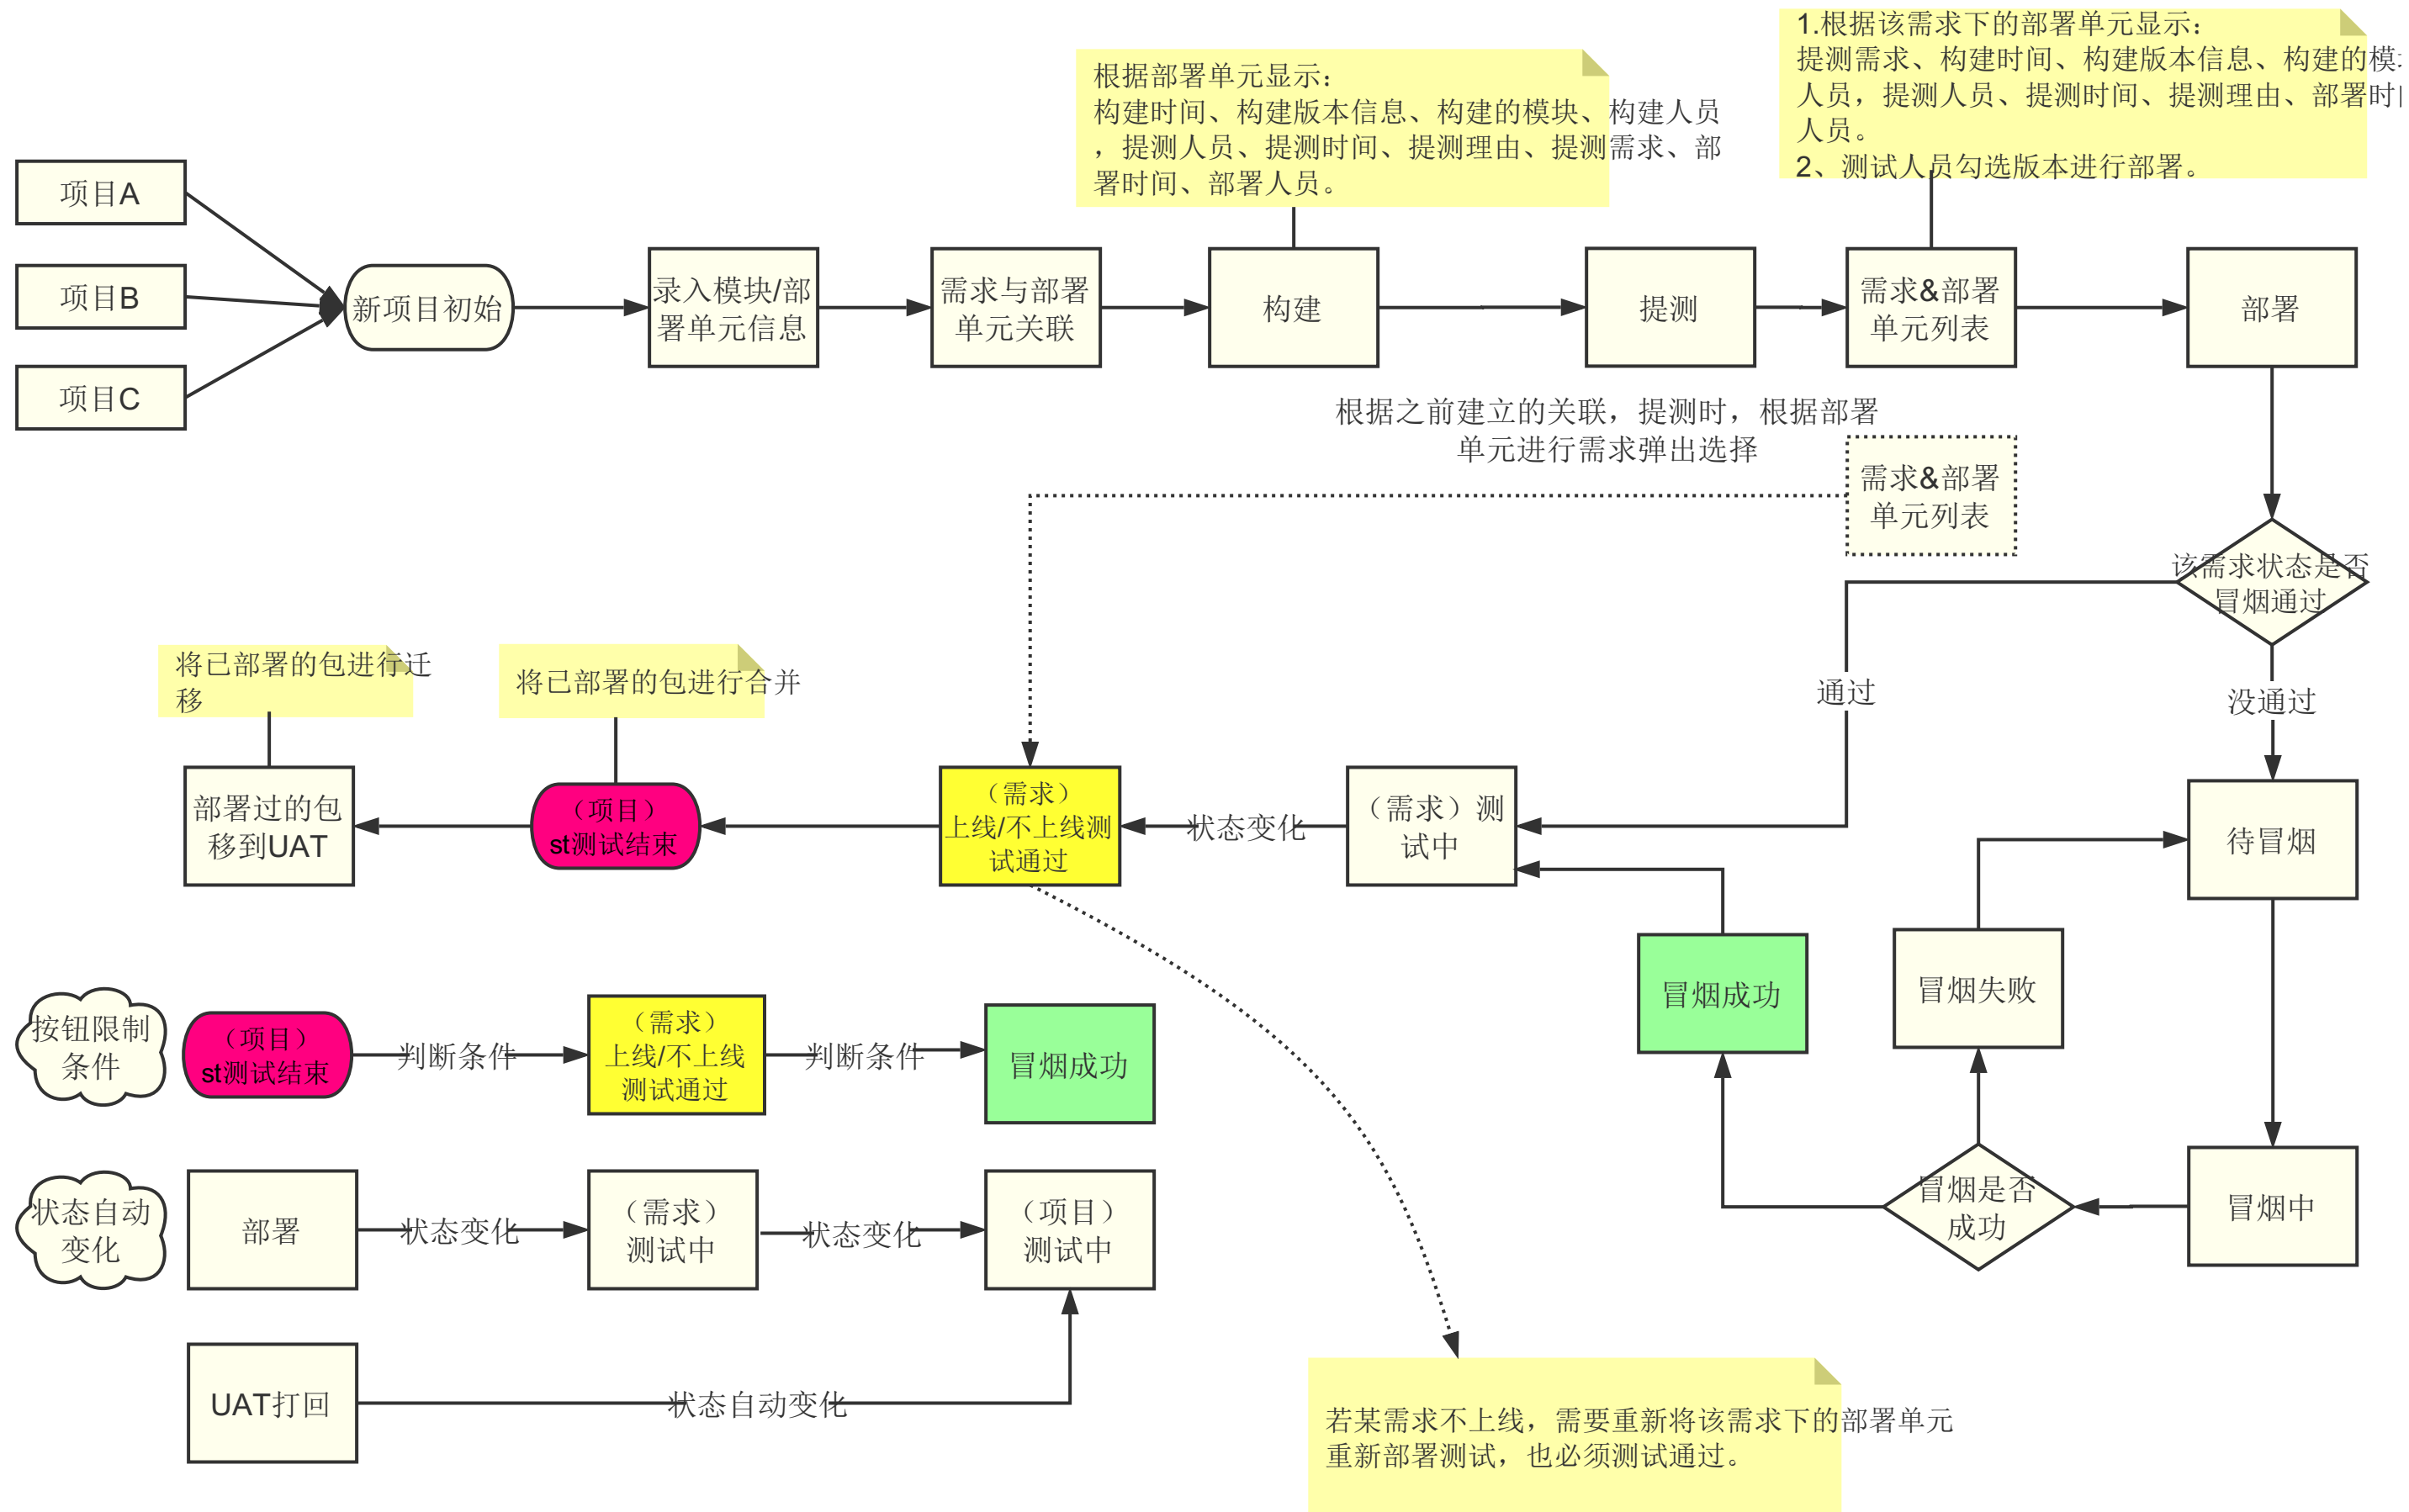 1.根据该需求下的部署单元显示：
提测需求、构建时间、构建版本信息、构建的模
人员，提测人员、提测时间、提测理由、部署时
人员。
2、测试人员勾选版本进行部署。
根据部署单元显示：
构建时间、构建版本信息、构建的模块、构建人员
，提测人员、提测时间、提测理由、提测需求、部
署时间、部署人员。
项目A
项目B
项目C
新项目初始
录入模块/部
署单元信息
需求与部署
单元关联
构建
提测
需求&部署
单元列表
部署
根据之前建立的关联，提测时，根据部署
单元进行需求弹出选择
需求&部署
单元列表
该需求状态是否
冒烟通过
通过
没通过
将已部署的包进行迁
移
将已部署的包进行合并
部署过的包
移到UAT
（项目）
st测试结束
（需求）
上线/不上线测
试通过
状态变化
（需求）测
试中
待冒烟
冒烟成功
冒烟失败
冒烟是否
成功
冒烟中
按钮限制
条件
（项目）
st测试结束
判断条件
（需求）
上线/不上线
测试通过
判断条件
冒烟成功
状态自动
变化
部署
状态变化
（需求）
测试中
状态变化
（项目）
测试中
UAT打回
状态自动变化
若某需求不上线，需要重新将该需求下的部署单元
重新部署测试，也必须测试通过。